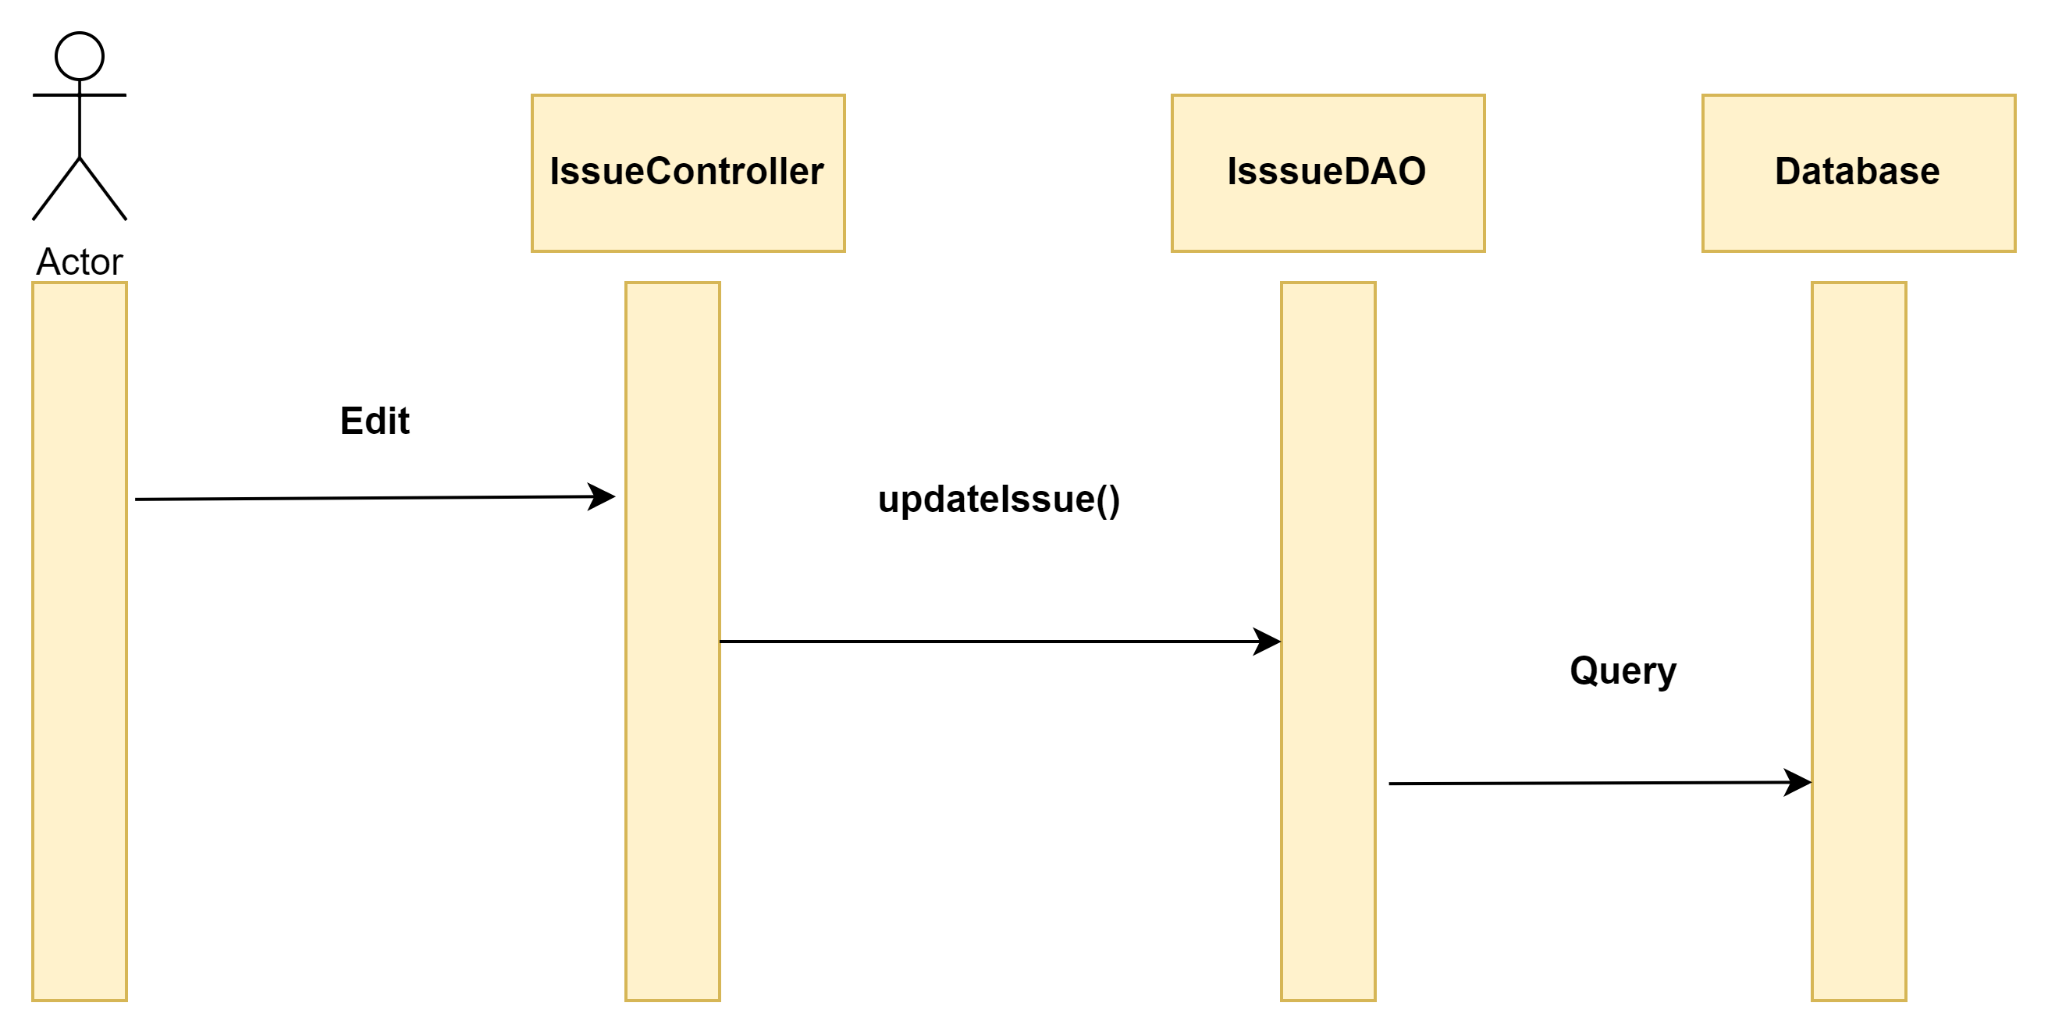 Actor
IssueController
IsssueDAO
Database
Edit
updateIssue()
Query